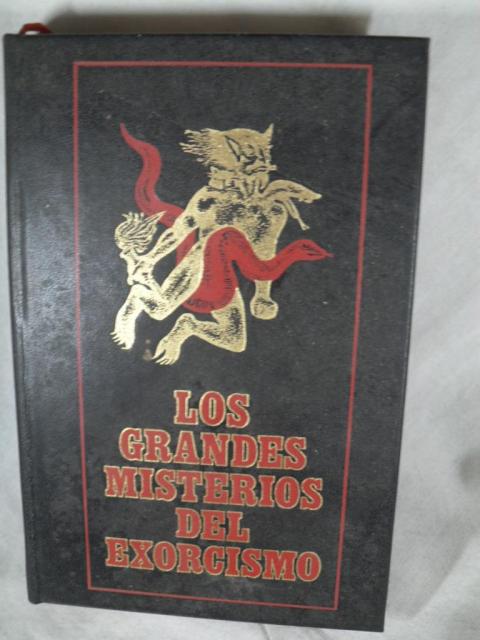 LOS
GRANDES
MISTERIOS
DEL
EXORCISMO